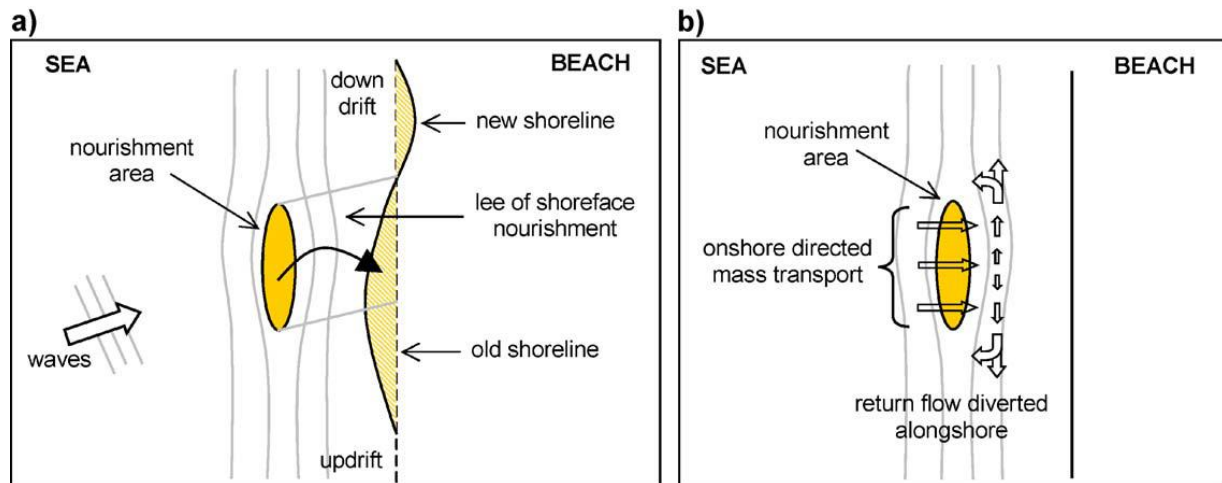 a)
SEA
BEACH
down
drift
new shoreline
nourishment
area
lee of shoreface
nourishment
waves
old shoreline
updrift
b)
SEA
BEACH
nourishment
area
onshore directed
mass transport
return flow diverted
alongshore